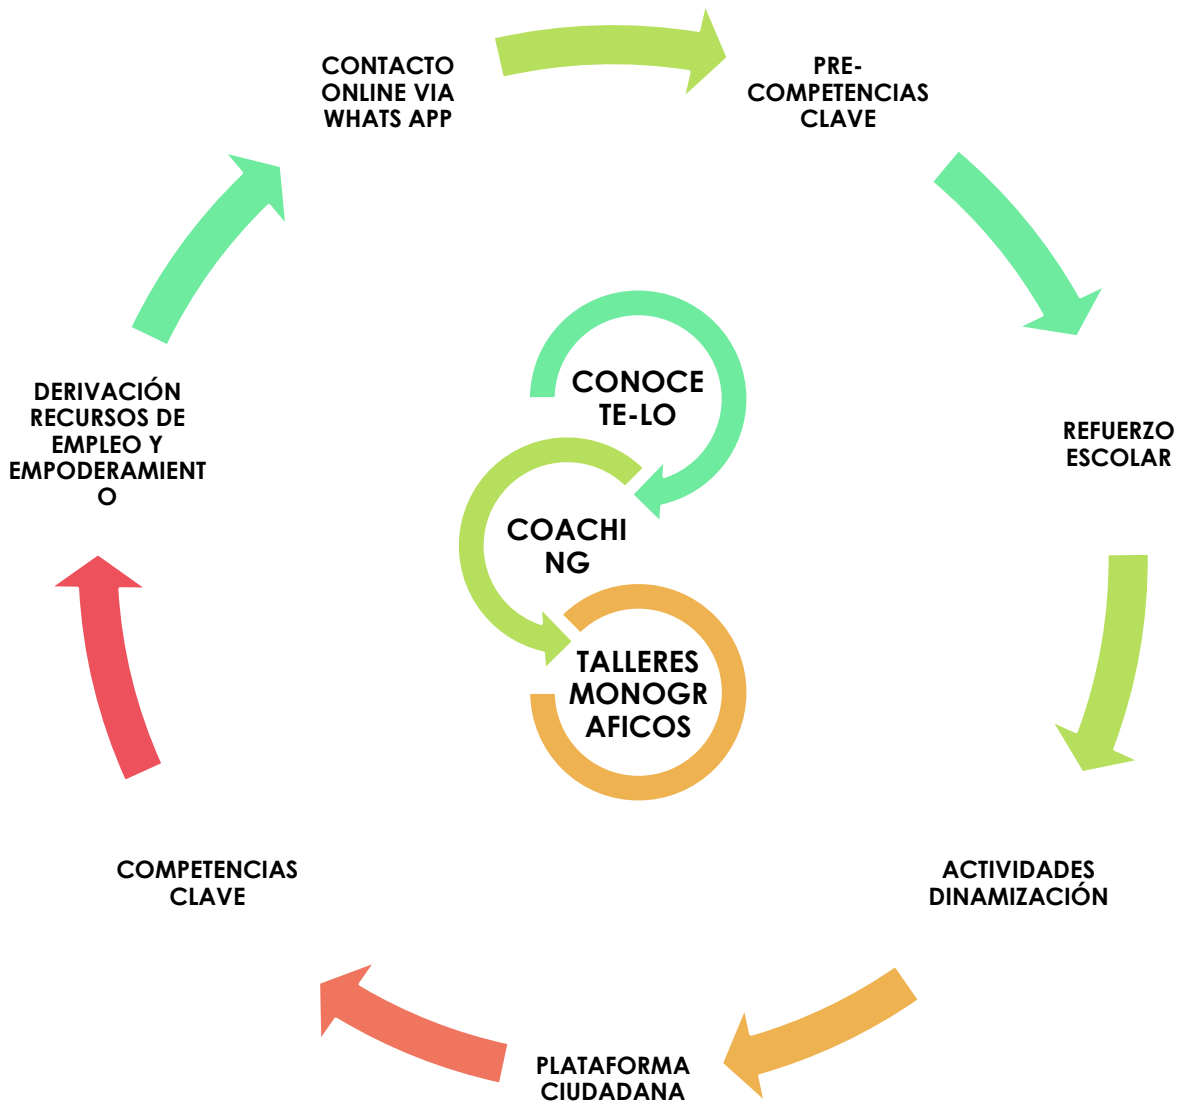 CONTACTO
ONLINE VIA
WHATS APP
PRE-
COMPETENCIAS
CLAVE
REFUERZO
ESCOLAR
ACTIVIDADES
DINAMIZACIÓN
PLATAFORMA
CIUDADANA
COMPETENCIAS
CLAVE
DERIVACIÓN
RECURSOS DE
EMPLEO Y
EMPODERAMIENT
O
CONOCE
TE-LO
COACHI
NG
TALLERES
MONOGR
AFICOS